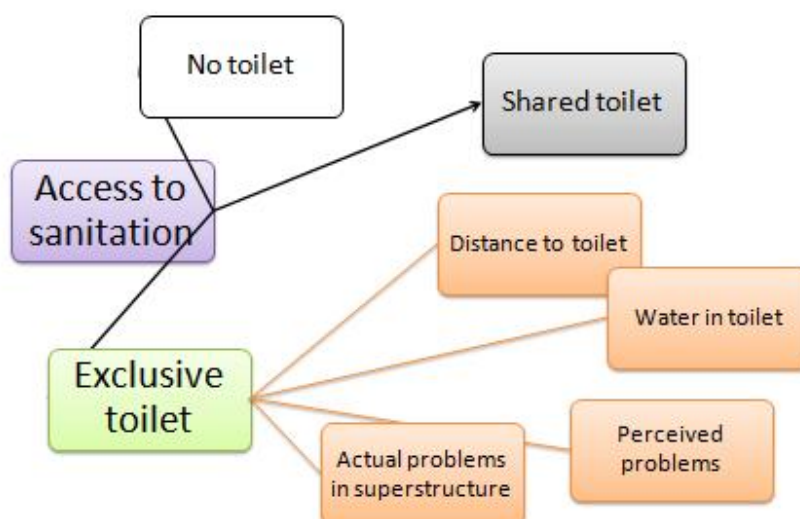 No toilet
Shared toilet
Access to
sanitation
Distance to toilet
Water in toilet
Exclusive
toilet
Perceived
problems
Actual problems
in superstructure